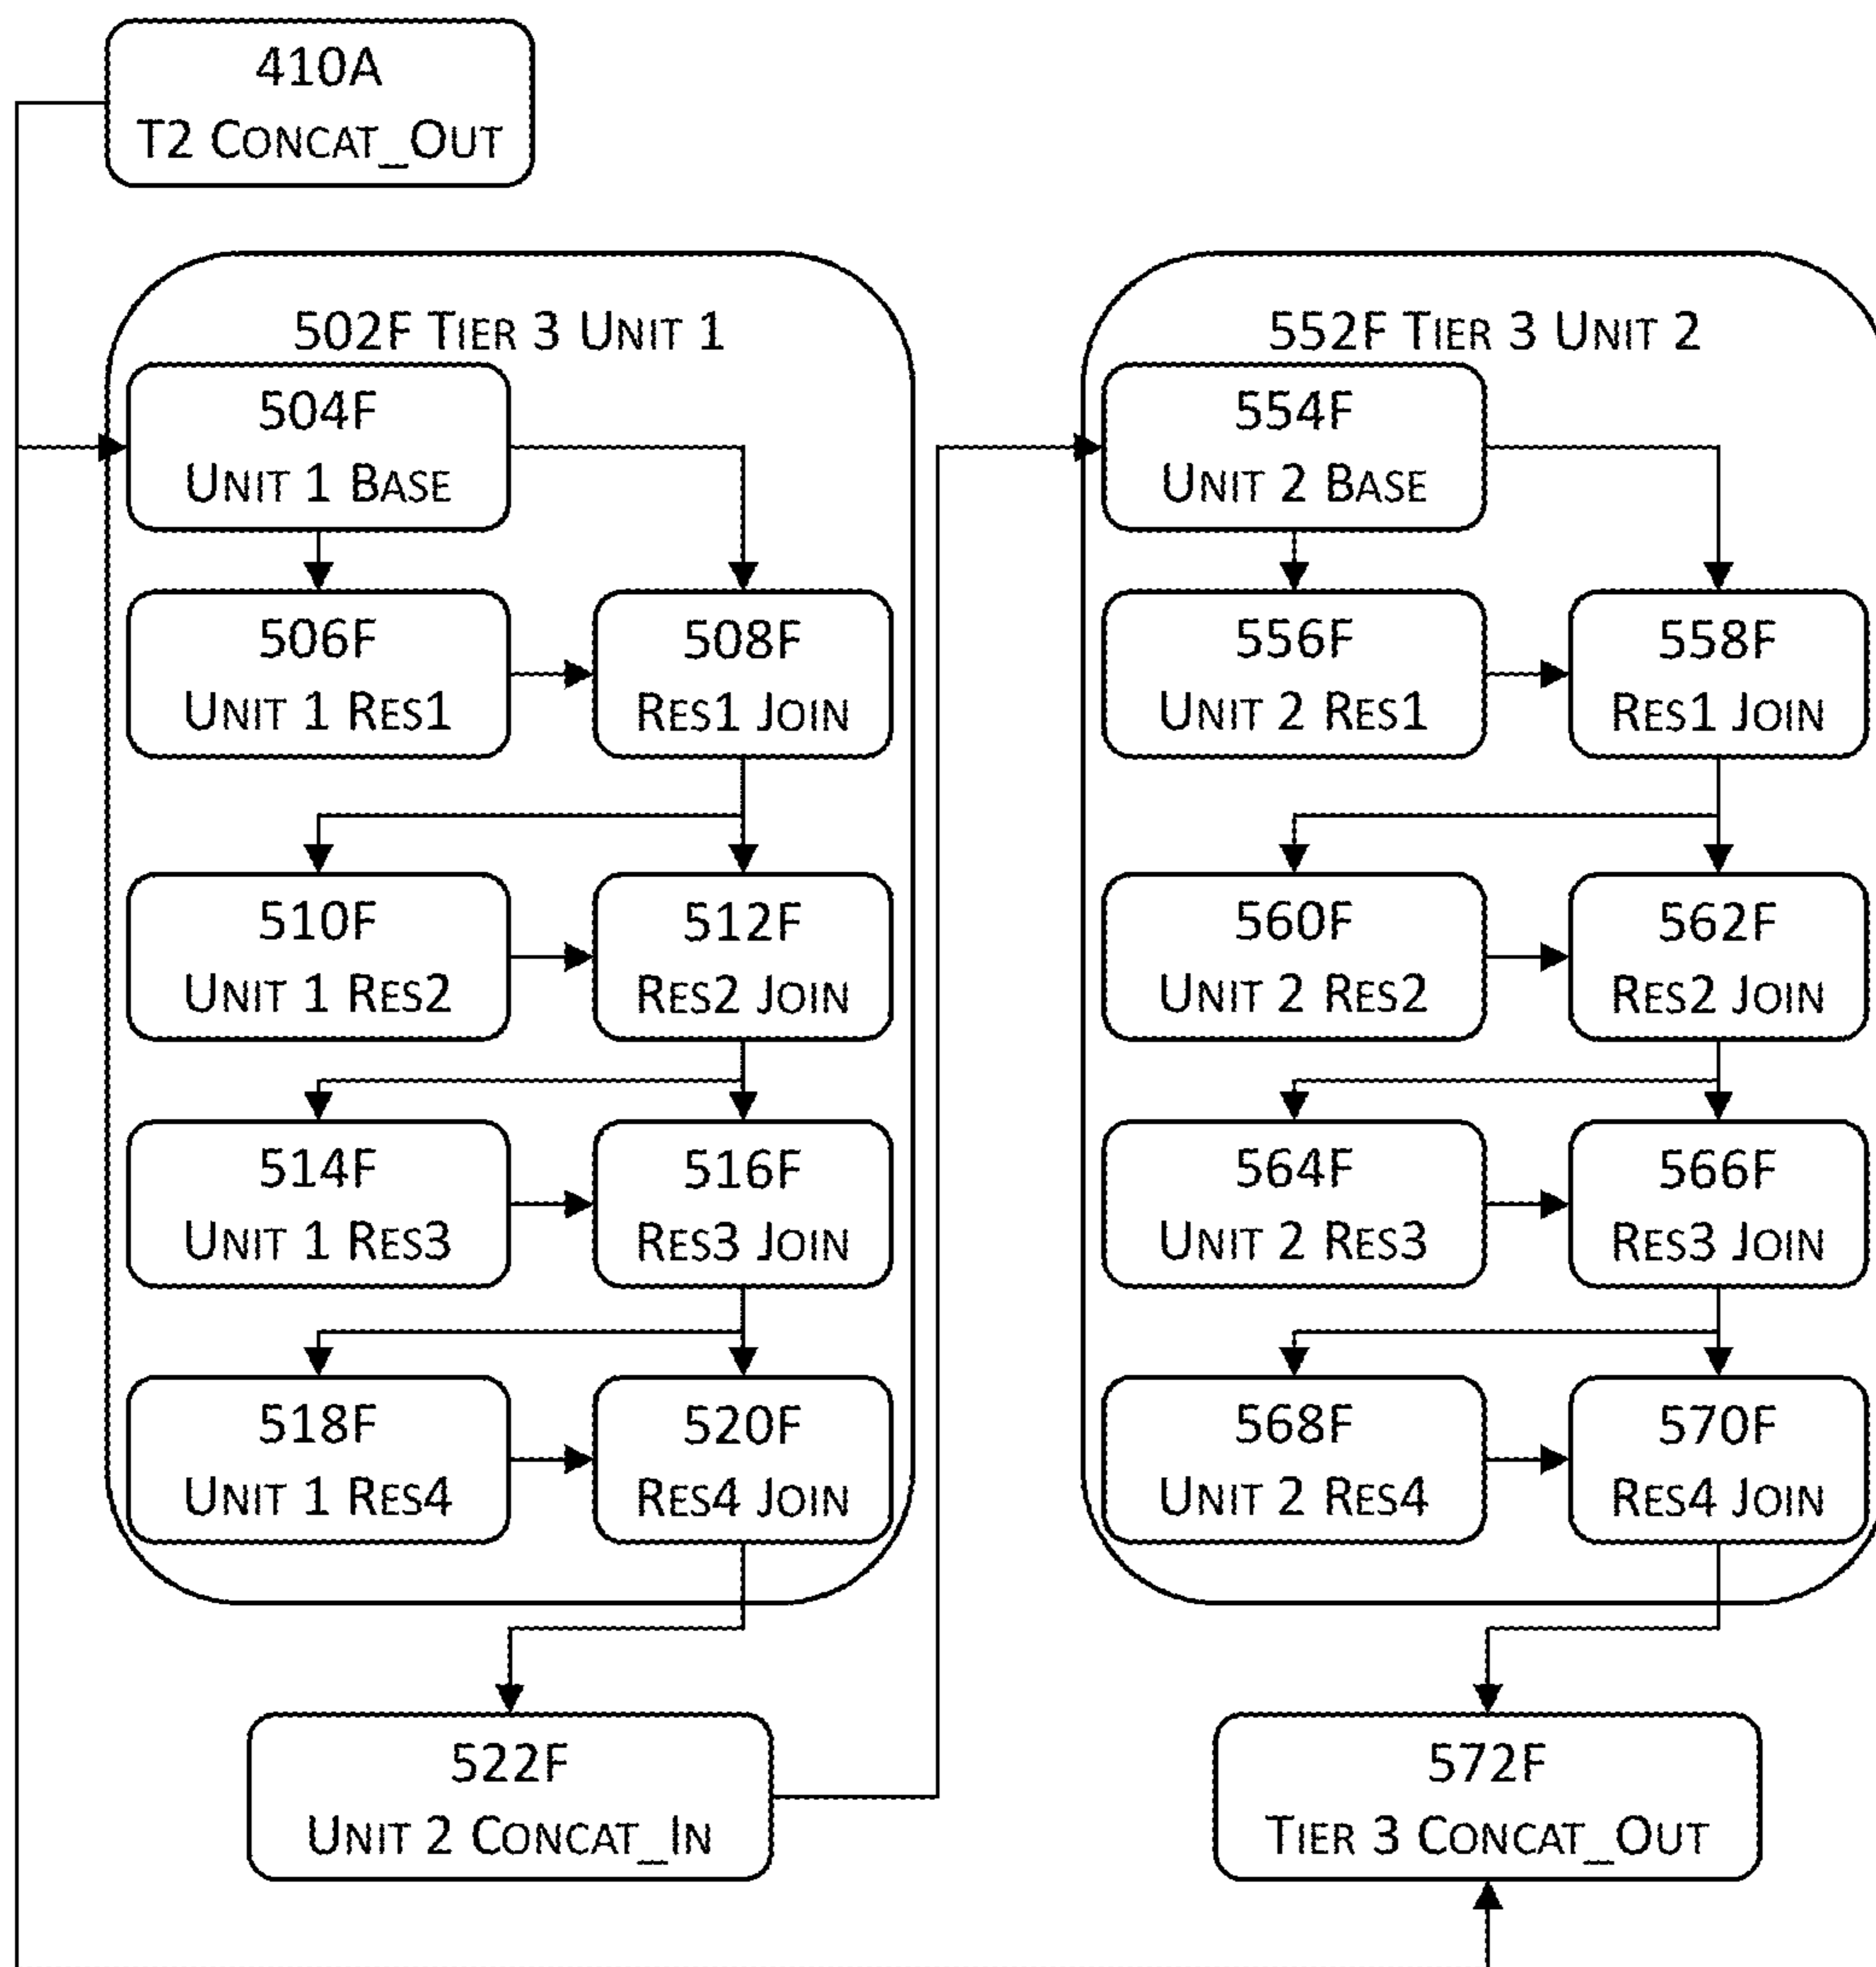 410A
T2 CONCAT_OUT
502F TIER 3 UNIT 1
504F
UNIT 1 BASE
506F
UNIT 1 RES1
508F
RES1 JOIN
510F
UNIT 1 RES2
512F
RES2 JOIN
514F
UNIT 1 RES3
516F
RES3 JOIN
518F
UNIT 1 RES4
520F
RES4 JOIN
522F
UNIT 2 CONCAT_IN
552F TIER 3 UNIT 2
554F
UNIT 2 BASE
556F
UNIT 2 RES1
558F
RES1 JOIN
560F
UNIT 2 RES2
562F
RES2 JOIN
564F
UNIT 2 RES3
566F
RES3 JOIN
568F
UNIT 2 RES4
570F
RES4 JOIN
572F
TIER 3 CONCAT_OUT